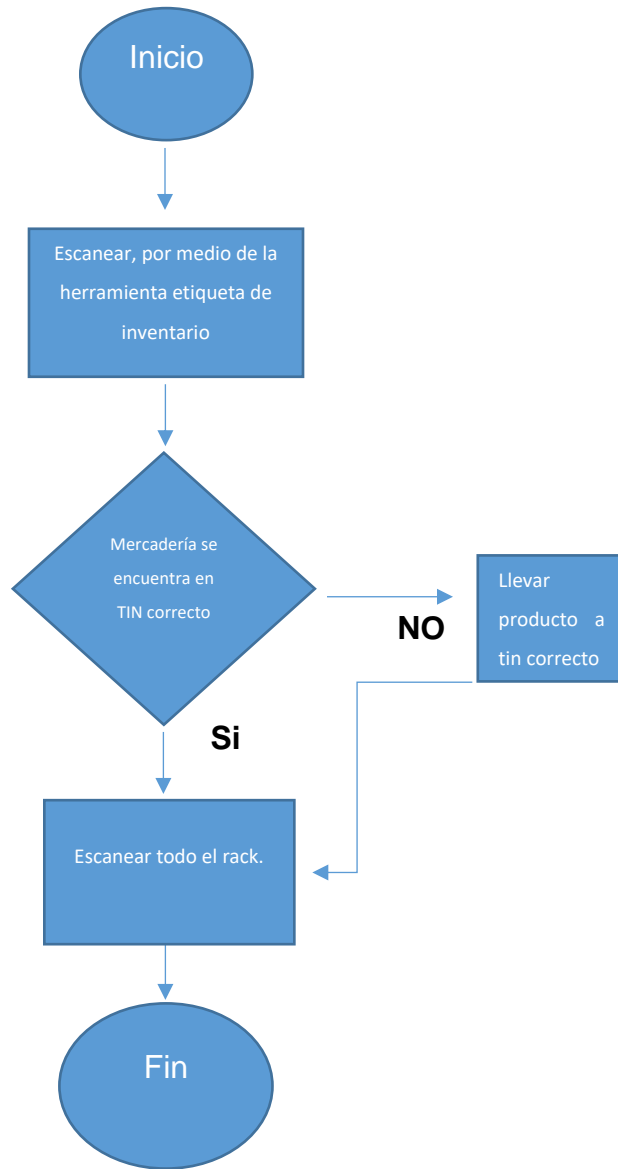 Inicio
Escanear, por medio de la
herramienta etiqueta de
inventario
Mercadería se
encuentra en
TIN correcto
NO
Llevar
producto a
tin correcto
Si
Escanear todo el rack.
Fin